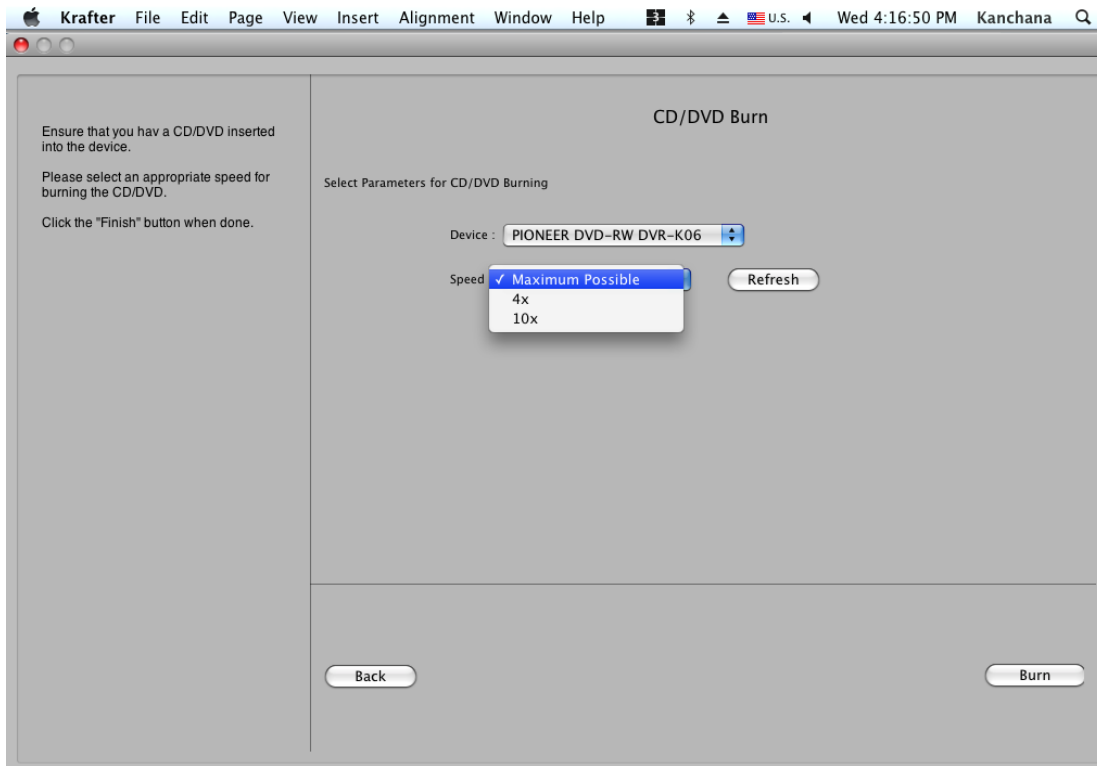 Krafter File Edit Page View Insert Alignment Window Help 3 U.S. Wed 4:16:50 PM Kanchana
Ensure that you hav a CD/DVD inserted
into the device.
Please select an appropriate speed for
burning the CD/DVD.
Click the "Finish" button when done.
CD/DVD Burn
Select Parameters for CD/DVD Burning
Device : PIONEER DVD-RW DVR-K06
Speed ✓ Maximum Possible Refresh
4x
10x
Back Burn